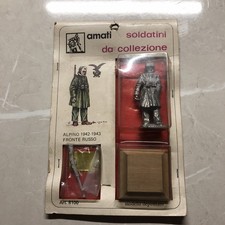 amati
soldatini
da collezione
ALPINO 1942-1943
FRONTE RUSSO